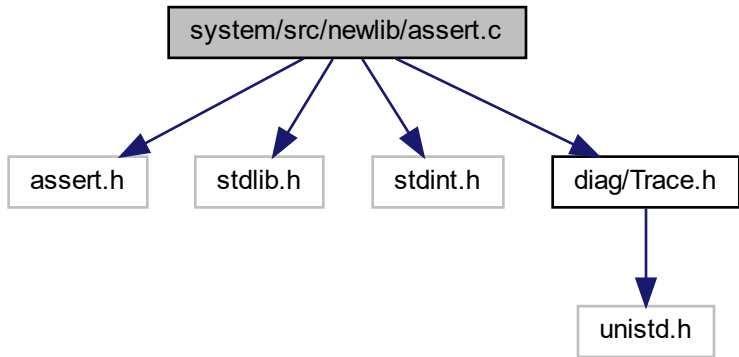 system/src/newlib/assert.c
assert.h
stdlib.h
stdint.h
diag/Trace.h
unistd.h